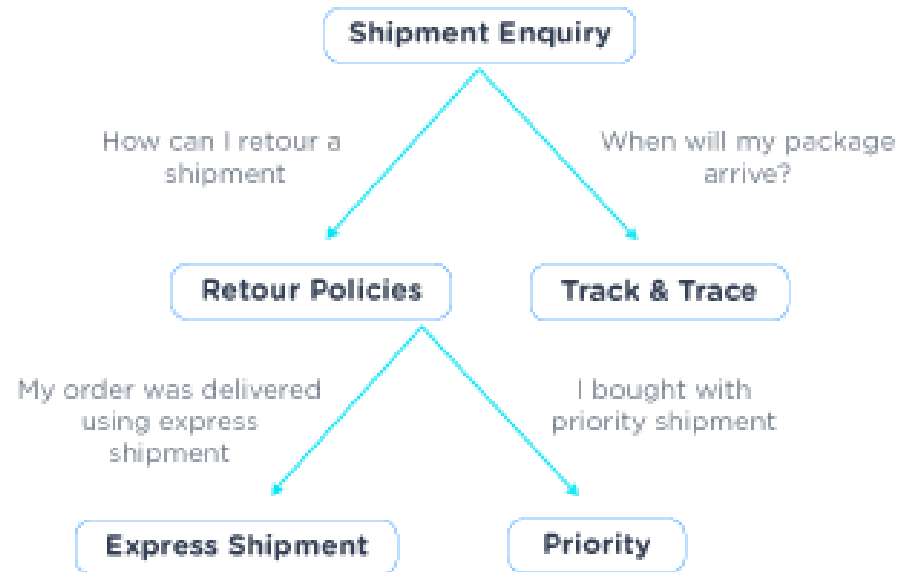 Shipment Enquiry
How can I retour a
shipment
When will my package
arrive?
Retour Policies
Track & Trace
My order was delivered
using express
shipment
I bought with
priority shipment
Express Shipment
Priority